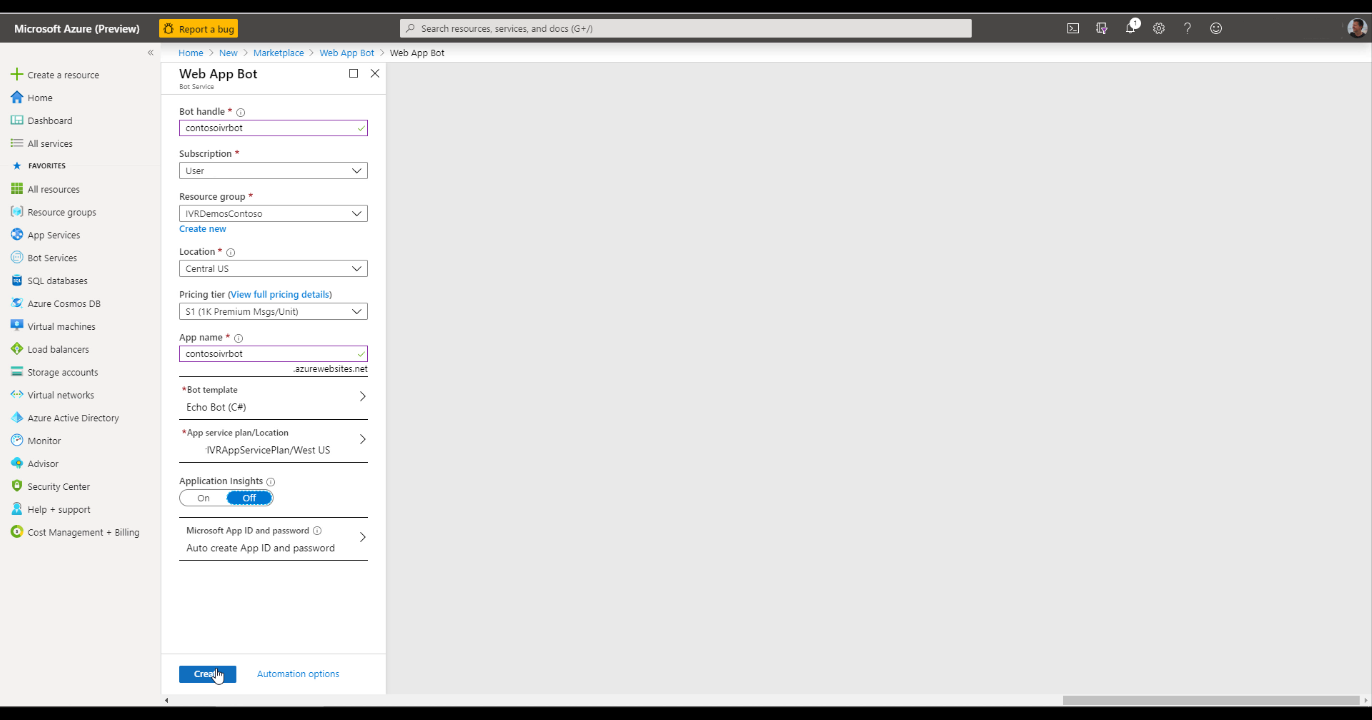 Microsoft Azure (Preview)
Report a bug
Search resources, services, and docs (G+/)
1
Home > New > Marketplace > Web App Bot > Web App Bot
Create a resource
Home
Dashboard
All services
FAVORITES
All resources
Resource groups
App Services
Bot Services
SQL databases
Azure Cosmos DB
Virtual machines
Load balancers
Storage accounts
Virtual networks
Azure Active Directory
Monitor
Advisor
Security Center
Help + support
Cost Management + Billing
Web App Bot
Bot Service
Bot handle *
contosoivrbot
Subscription *
User
Resource group *
IVRDemosContoso
Create new
Location *
Central US
Pricing tier (View full pricing details)
S1 (1K Premium Msgs/Unit)
App name *
contosoivrbot
.azurewebsites.net
*Bot template
Echo Bot (C#)
*App service plan/Location
IVRAppServicePlan/West US
Application Insights
On Off
Microsoft App ID and password
Auto create App ID and password
Create
Automation options